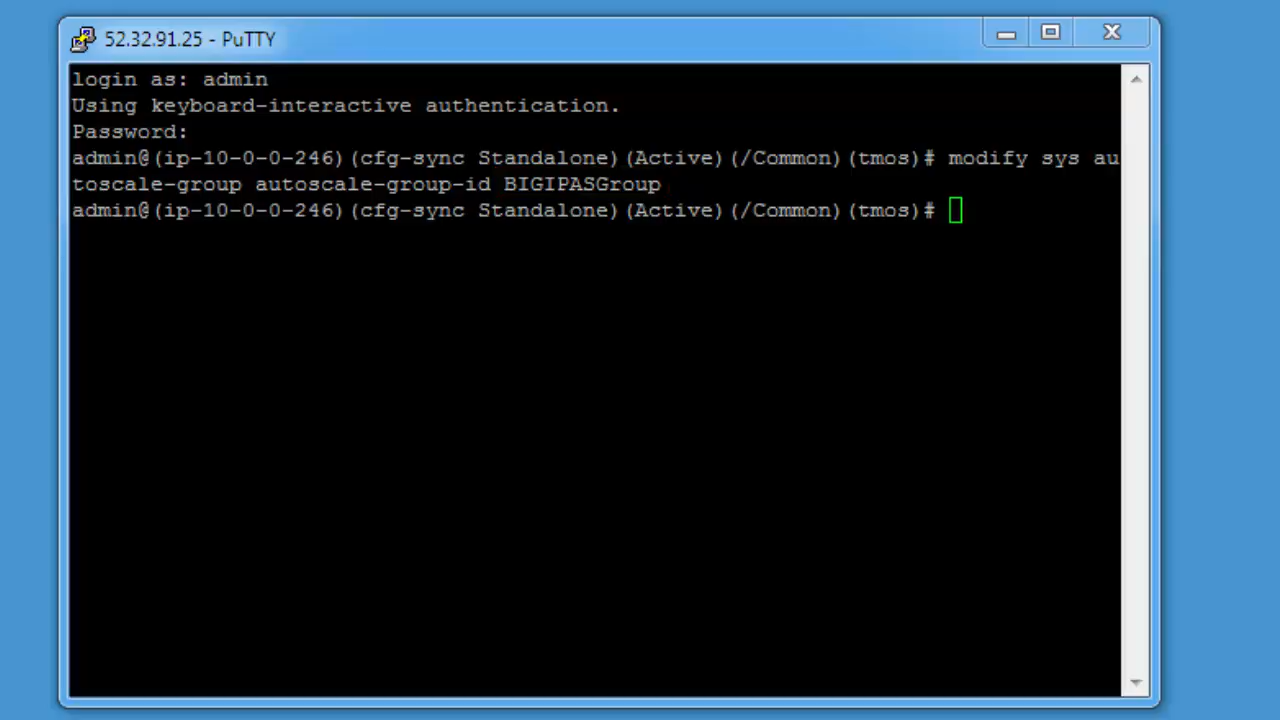 52.32.91.25 - PuTTY
login as: admin
Using keyboard-interactive authentication.
Password:
admin@(ip-10-0-0-246)(cfg-sync Standalone)(Active)(/Common)(tmos)# modify sys au
toscale-group autoscale-group-id BIGIPASGroup
admin@(ip-10-0-0-246)(cfg-sync Standalone)(Active)(/Common)(tmos)#